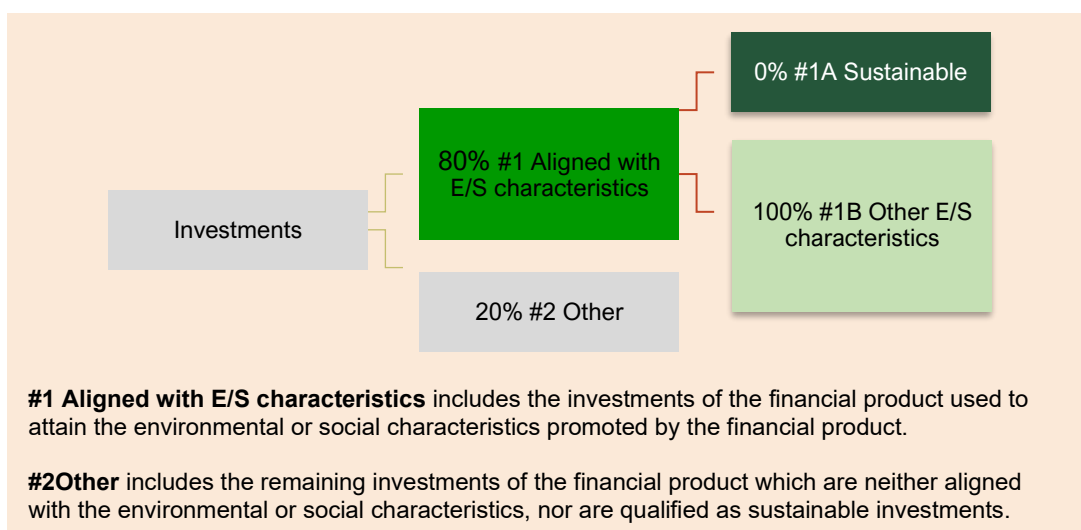 0% #1A Sustainable
80% #1 Aligned with
E/S characteristics
100% #1B Other E/S
characteristics
Investments
20% #2 Other
#1 Aligned with E/S characteristics includes the investments of the financial product used to
attain the environmental or social characteristics promoted by the financial product.
#2Other includes the remaining investments of the financial product which are neither aligned
with the environmental or social characteristics, nor are qualified as sustainable investments.